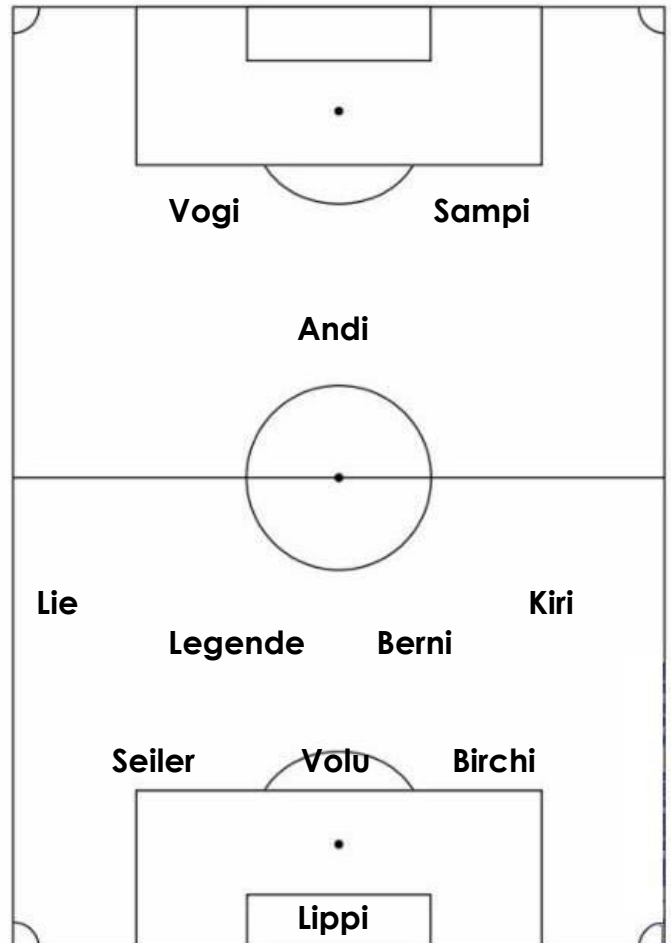 Vogi Sampi
Andi
Lie Kiri
Legende Berni
Seiler Volu Birchi
Lippi